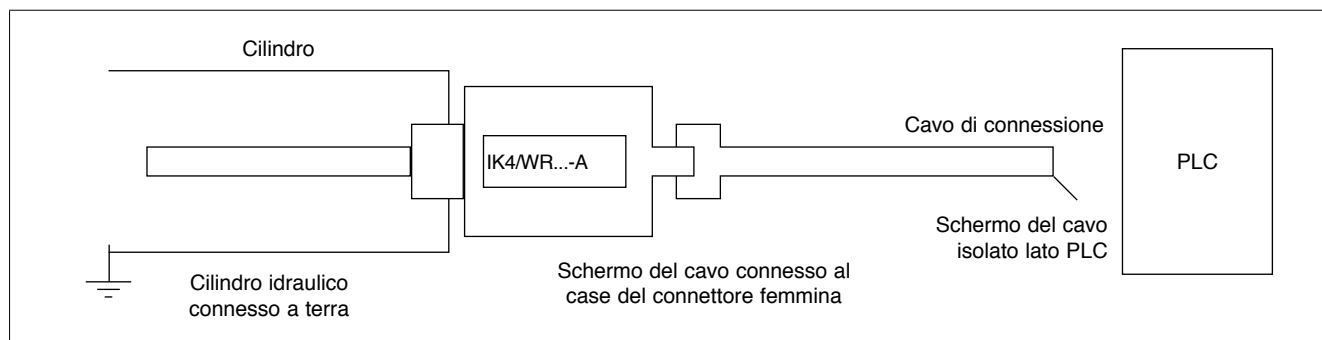 Cilindro
IK4/WR...-A
Cavo di connessione
PLC
Schermo del cavo
isolato lato PLC
Cilindro idraulico
connesso a terra
Schermo del cavo connesso al
case del connettore femmina